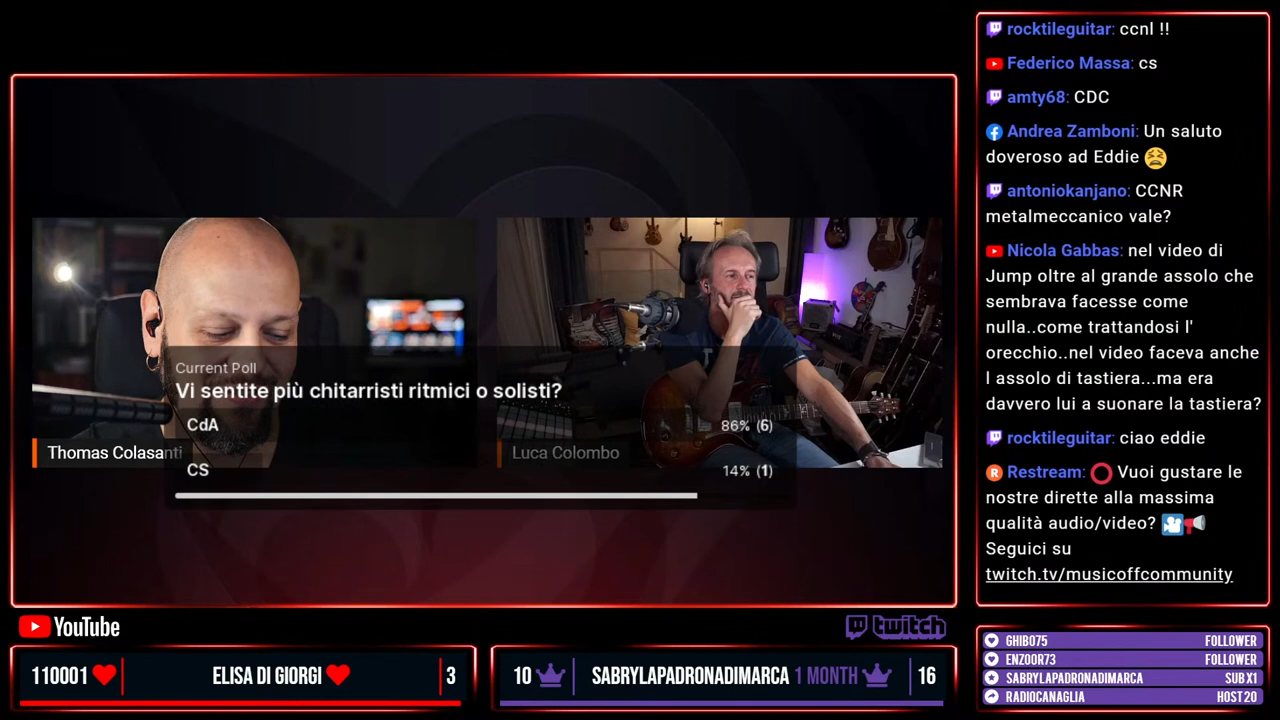 rocktileguitar: ccnl !!
Federico Massa: cs
amty68: CDC
Andrea Zamboni: Un saluto
doveroso ad Eddie 😫
antoniokanjano: CCNR
metalmeccanico vale?
Nicola Gabbas: nel video di
Jump oltre al grande assolo che
sembrava facesse come
nulla..come trattandosi l'
orecchio..nel video faceva anche
l assolo di tastiera...ma era
davvero lui a suonare la tastiera?
rocktileguitar: ciao eddie
Restream: ⭕ Vuoi gustare le
nostre dirette alla massima
qualità audio/video? 🎦📢
Seguici su
twitch.tv/musicoffcommunity
Current Poll
Vi sentite più chitarristi ritmici o solisti?
CdA 86% (6)
Thomas Colasanti
Luca Colombo
CS 14% (1)
YouTube
twitch
110001 ELISA DI GIORGI 3
10 SABRYLAPADRONADIMARCA 1 MONTH 16
GHIBO75 FOLLOWER
ENZOOR73 FOLLOWER
SABRYLAPADRONADIMARCA SUB X1
RADIOCANAGLIA HOST 20